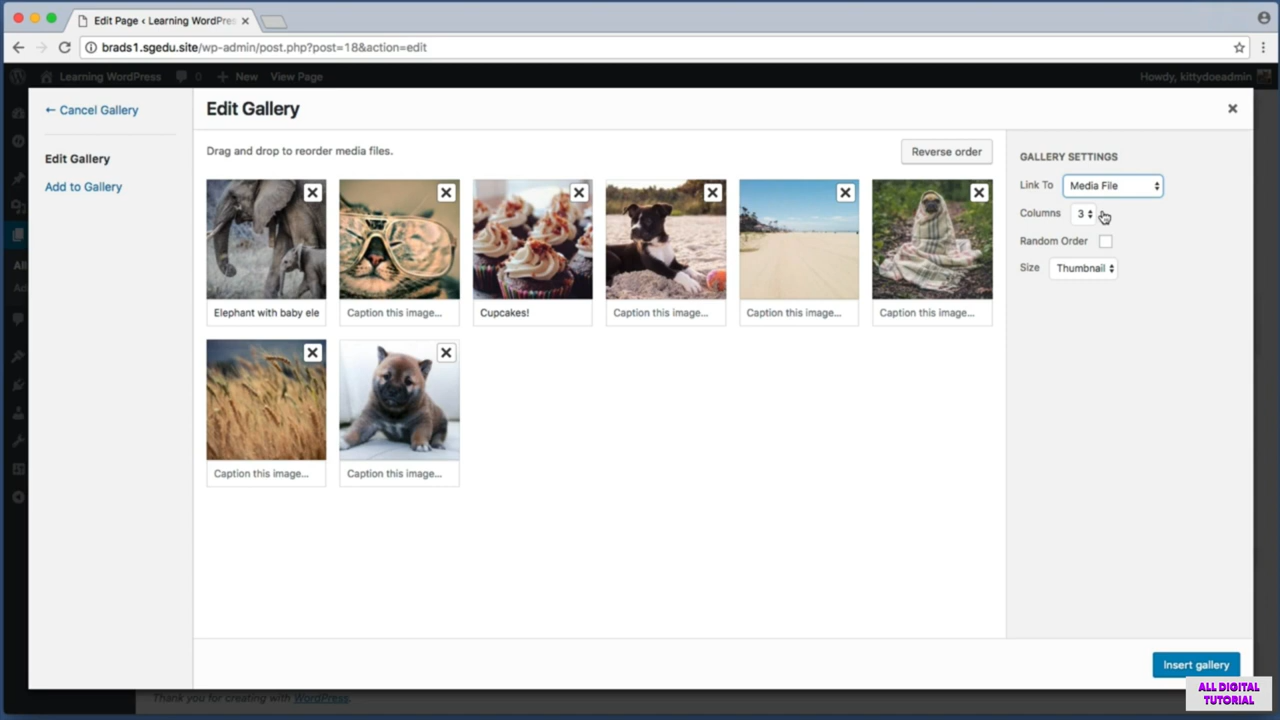 Edit Page ‹ Learning WordPres
brads1.sgedu.site/wp-admin/post.php?post=18&action=edit
Learning WordPress 0 New View Page Howdy, kittydoeadmin
← Cancel Gallery
Edit Gallery
Add to Gallery
Edit Gallery
Drag and drop to reorder media files.
Reverse order
Elephant with baby ele
Caption this image...
Cupcakes!
Caption this image...
Caption this image...
Caption this image...
Caption this image...
Caption this image...
GALLERY SETTINGS
Link To Media File
Columns 3
Random Order
Size Thumbnail
Insert gallery
All
Thank you for creating with WordPress.
ALL DIGITAL
TUTORIAL